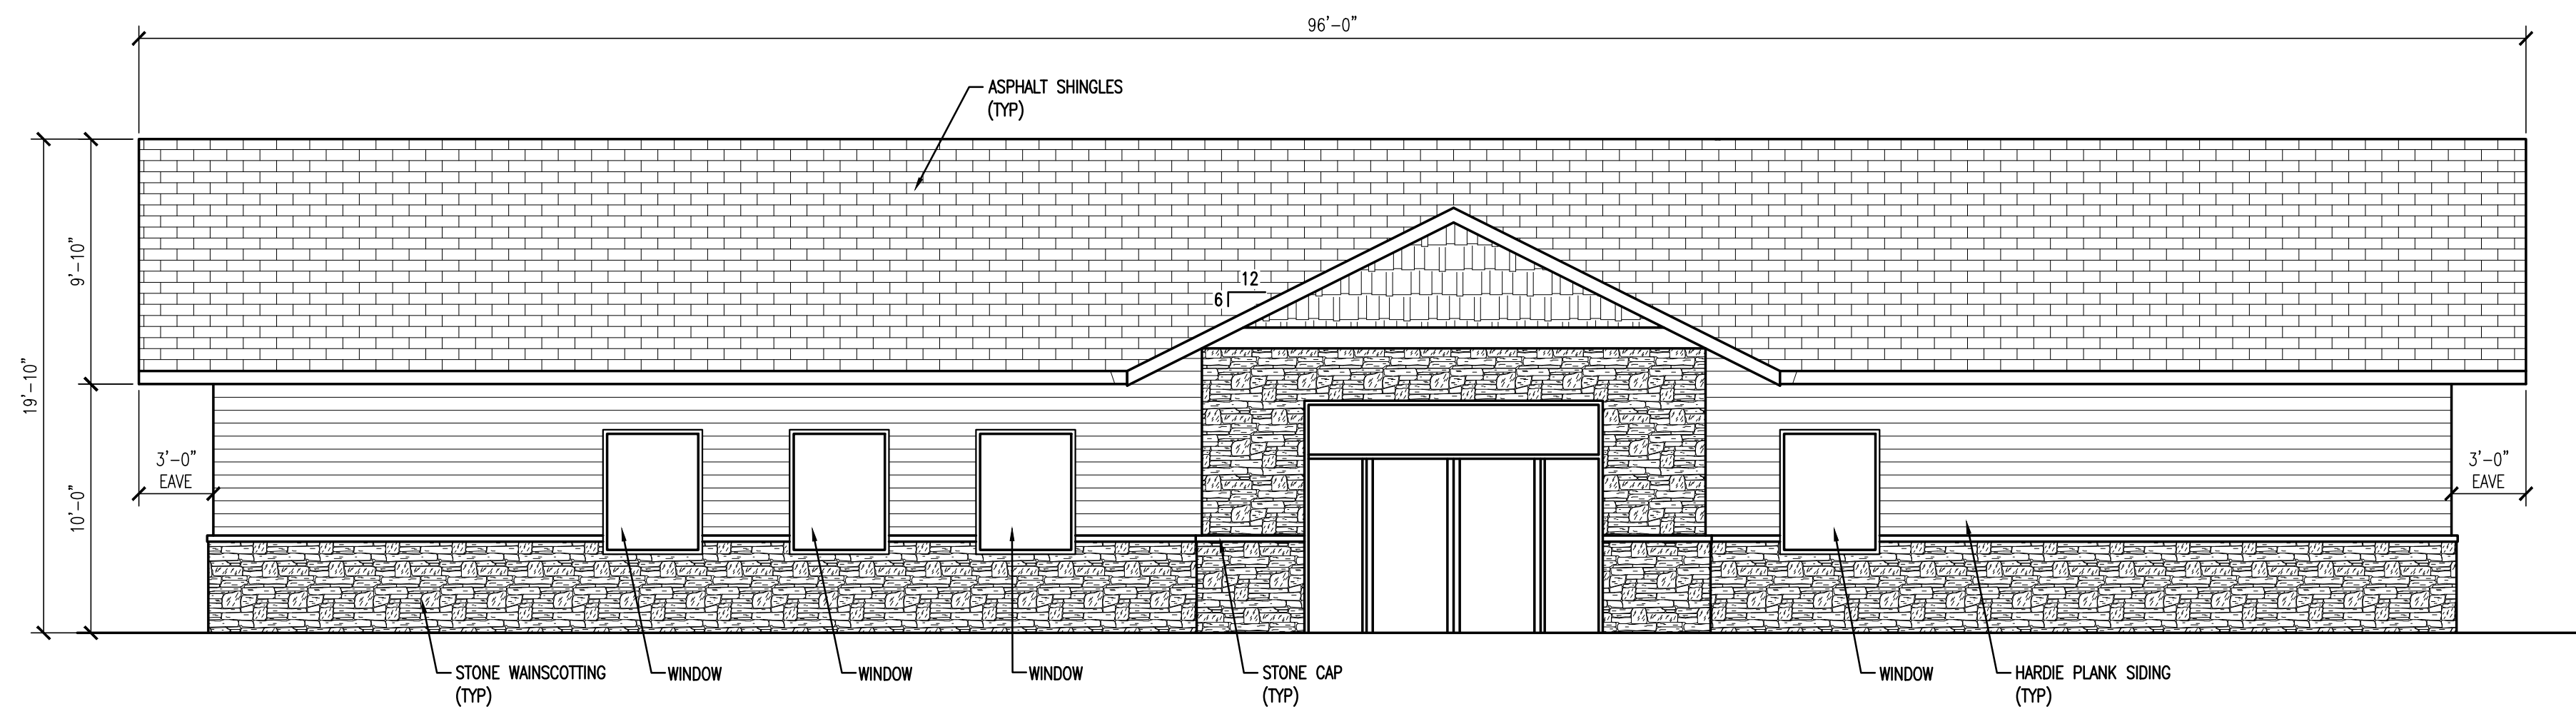 96'-0"
ASPHALT SHINGLES
(TYP)
9'-10"
12
6
19'-10"
3'-0"
EAVE
3'-0"
EAVE
10'-0"
STONE WAINSCOTTING
(TYP)
WINDOW
WINDOW
WINDOW
STONE CAP
(TYP)
WINDOW
HARDIE PLANK SIDING
(TYP)